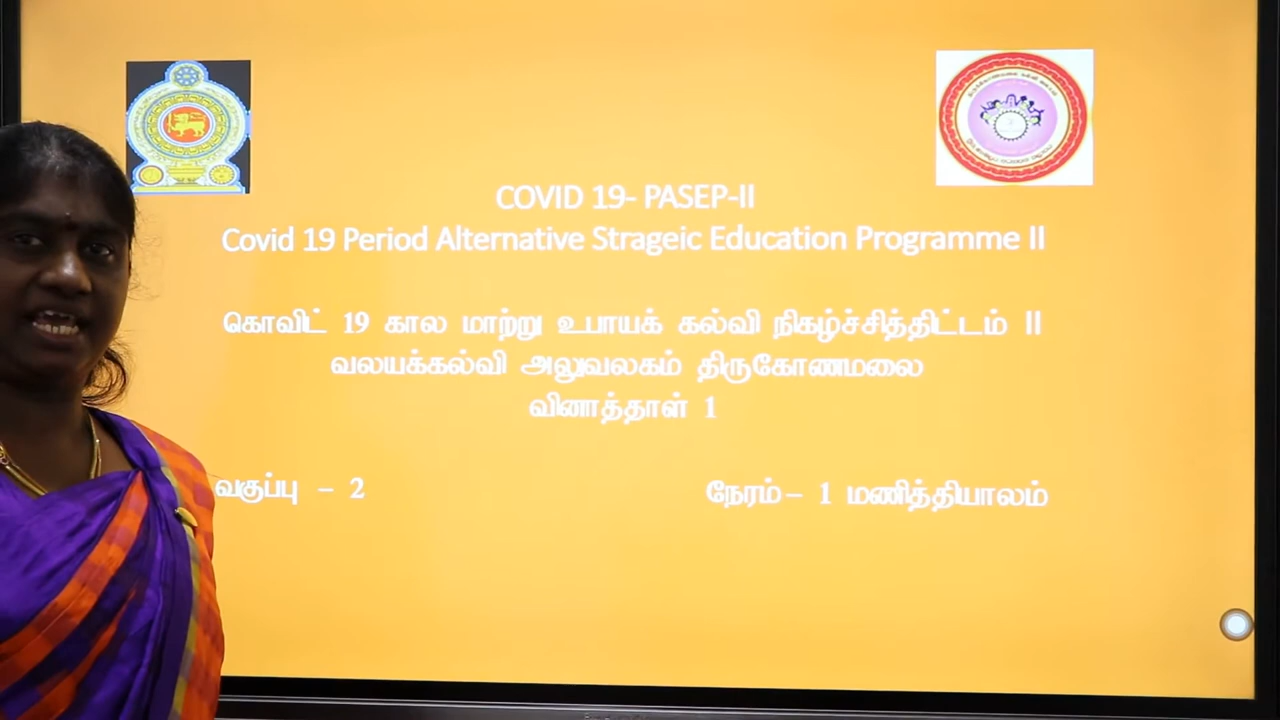 COVID 19- PASEP-II
Covid 19 Period Alternative Strageic Education Programme II
கொவிட் 19 கால மாற்று உபாயக் கல்வி நிகழ்ச்சித்திட்டம் II
வலயக்கல்வி அலுவலகம் திருகோணமலை
வினாத்தாள் 1
வகுப்பு – 2
நேரம்– 1 மணித்தியாலம்